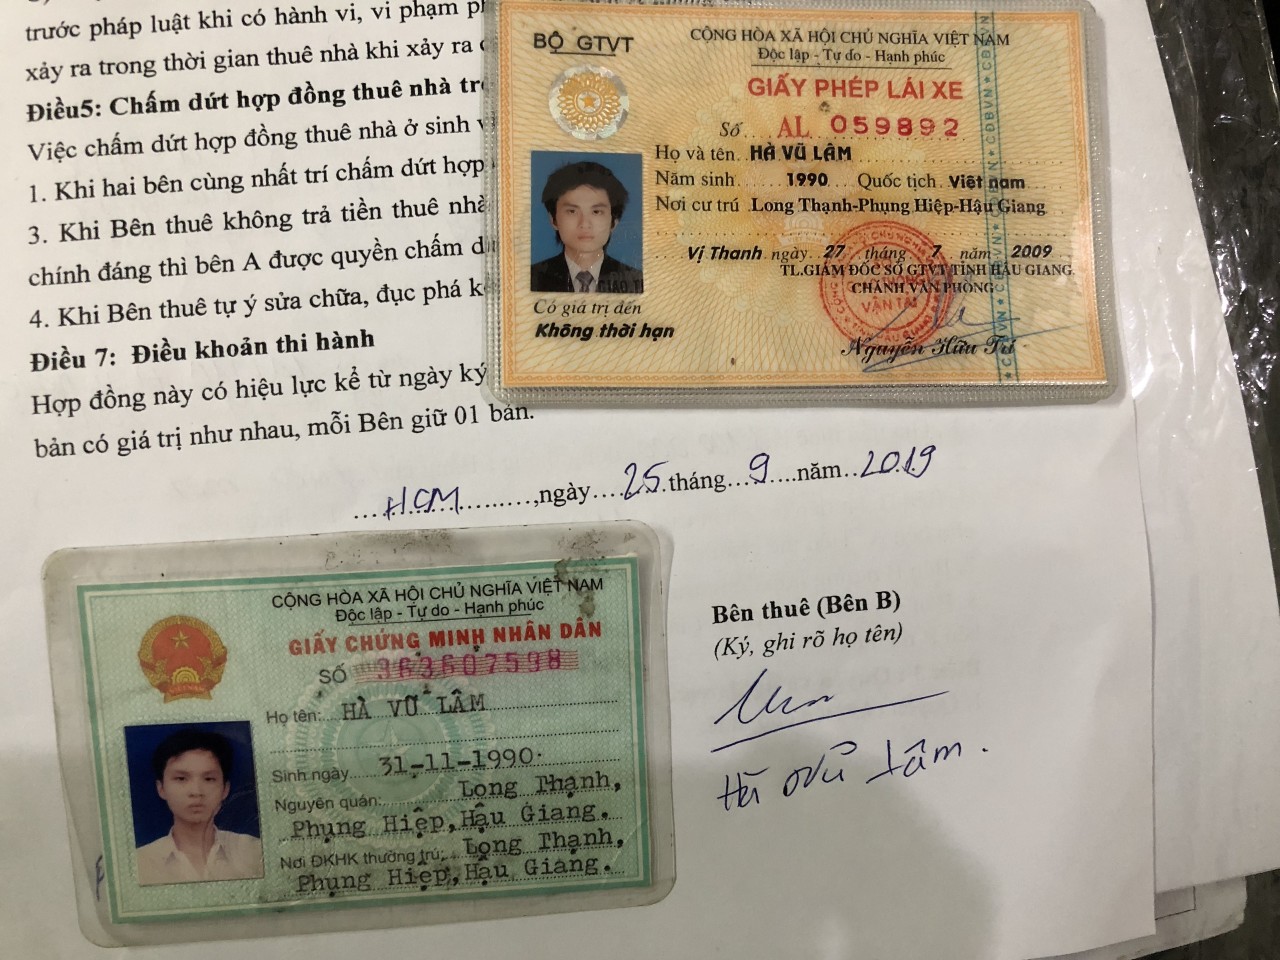 trước pháp luật khi có hành vi, vi phạm
xảy ra trong thời gian thuê nhà khi xảy ra
Điều5: Chấm dứt hợp đồng thuê nhà
Việc chấm dứt hợp đồng thuê nhà ở sinh
1. Khi hai bên cùng nhất trí chấm dứt hợp
3. Khi Bên thuê không trả tiền thuê nhà
chính đáng thì bên A được quyền chấm
4. Khi Bên thuê tự ý sửa chữa, đục phá
Điều 7: Điều khoản thi hành
Hợp đồng này có hiệu lực kể từ ngày ký
bản có giá trị như nhau, mỗi Bên giữ 01 bản.
BỘ GTVT
CỘNG HÒA XÃ HỘI CHỦ NGHĨA VIỆT NAM
Độc lập - Tự do - Hạnh phúc
GIẤY PHÉP LÁI XE
Số AL 059892
Họ và tên HÀ VŨ LÂM
Năm sinh 1990 Quốc tịch Việt nam
Nơi cư trú Long Thạnh-Phụng Hiệp-Hậu Giang
Vị Thanh ngày 27 tháng 7 năm 2009
TL.GIÁM ĐỐC SỞ GTVT TỈNH HẬU GIANG
CHÁNH VĂN PHÒNG
VẬN TẢI
Có giá trị đến
Không thời hạn
Nguyễn Hữu Trí
HCM, ngày 25 tháng 9 năm 2019
CỘNG HÒA XÃ HỘI CHỦ NGHĨA VIỆT NAM
Độc lập - Tự do - Hạnh phúc
GIẤY CHỨNG MINH NHÂN DÂN
SỐ 363607598
Họ tên: HÀ VŨ LÂM
Sinh ngày 31-11-1990
Nguyên quán: Long Thạnh,
Phụng Hiệp, Hậu Giang.
Nơi ĐKHK thường trú: Long Thạnh,
Phụng Hiệp, Hậu Giang.
Bên thuê (Bên B)
(Ký, ghi rõ họ tên)
Hà Vũ Lâm.